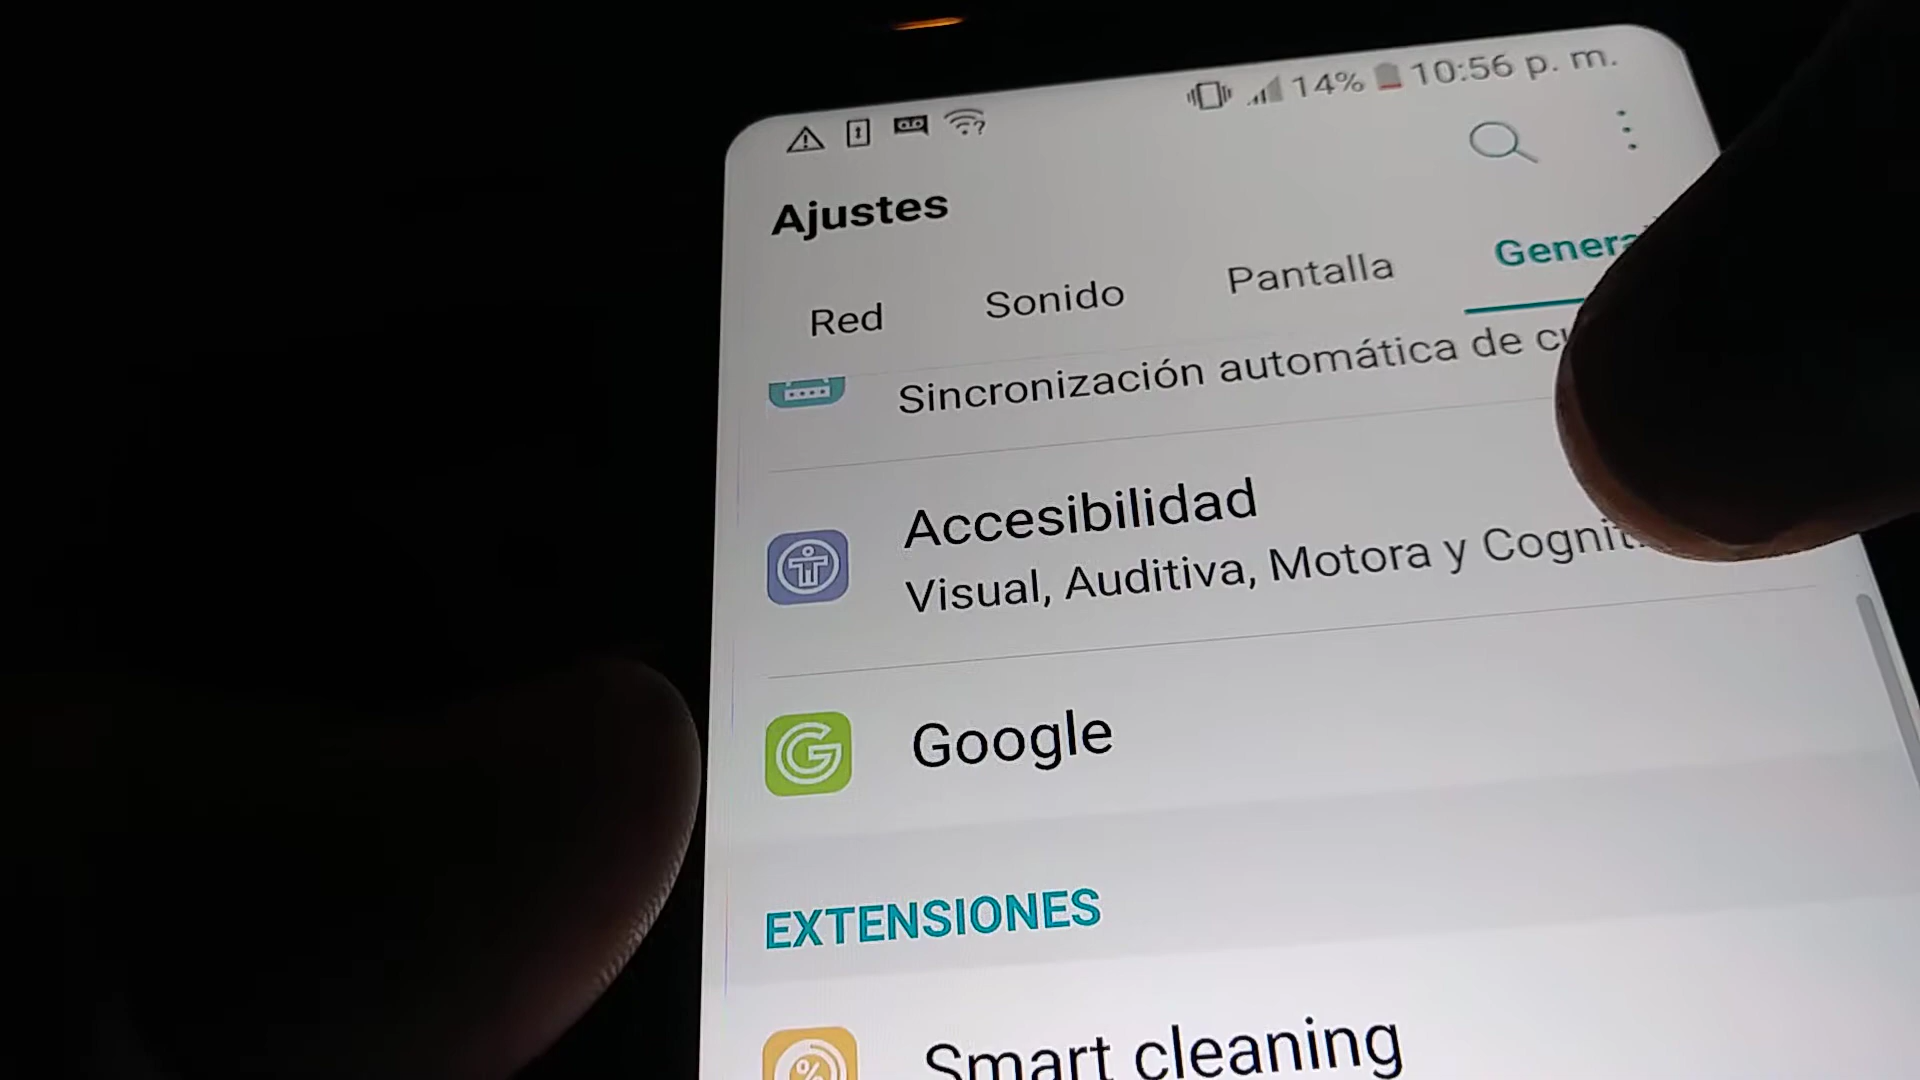 14% 10:56 p. m.
Ajustes
Red Sonido Pantalla
Sincronización automática de
Accesibilidad
Visual, Auditiva, Motora y
Google
EXTENSIONES
Smart cleaning